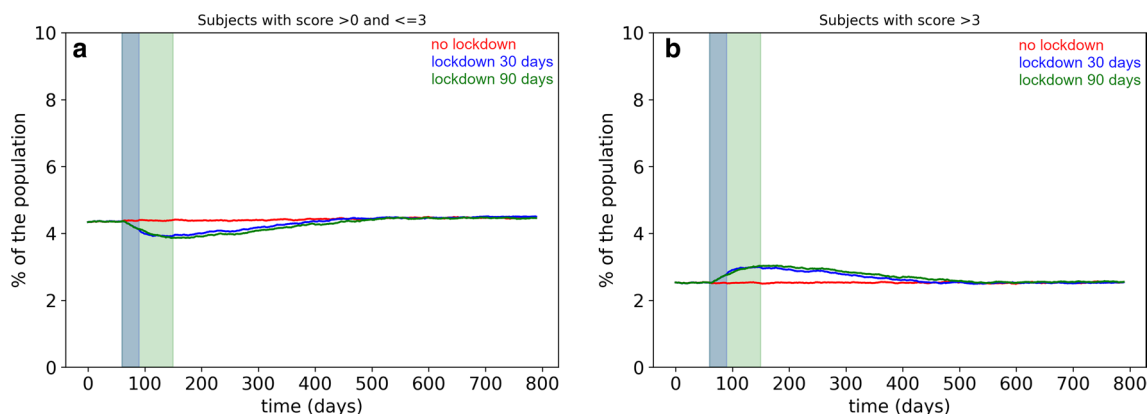 Subjects with score >0 and <=3
a
no lockdown
lockdown 30 days
lockdown 90 days
10
8
6
4
2
0
% of the population
0 100 200 300 400 500 600 700 800
time (days)
Subjects with score >3
b
no lockdown
lockdown 30 days
lockdown 90 days
10
8
6
4
2
0
% of the population
0 100 200 300 400 500 600 700 800
time (days)